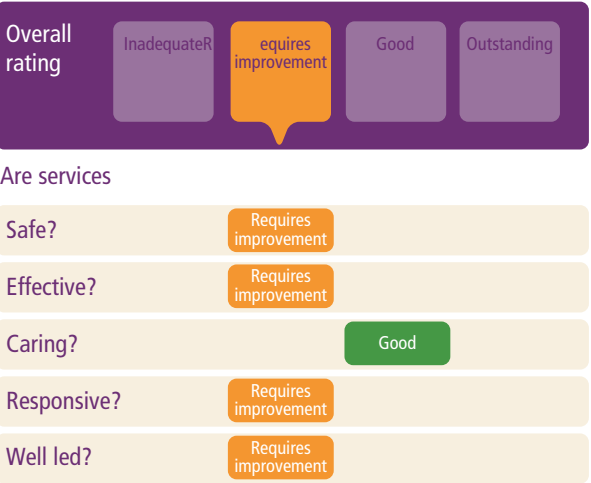 Overall
rating
InadequateR
equires
improvement
Good
Outstanding
Are services
Safe?
Requires
improvement
Effective?
Requires
improvement
Caring?
Good
Responsive?
Requires
improvement
Well led?
Requires
improvement